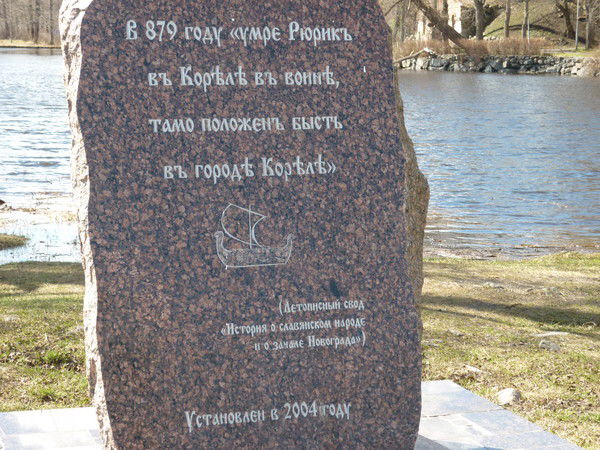 В 879 году «умре Рюрикъ
въ Корѣлѣ въ воинѣ,
тамо положенъ бысть
въ городѣ Корѣлѣ»
(Летописный свод
«История о славянском народе
и о зачале Новограда»)
Установлен в 2004 году